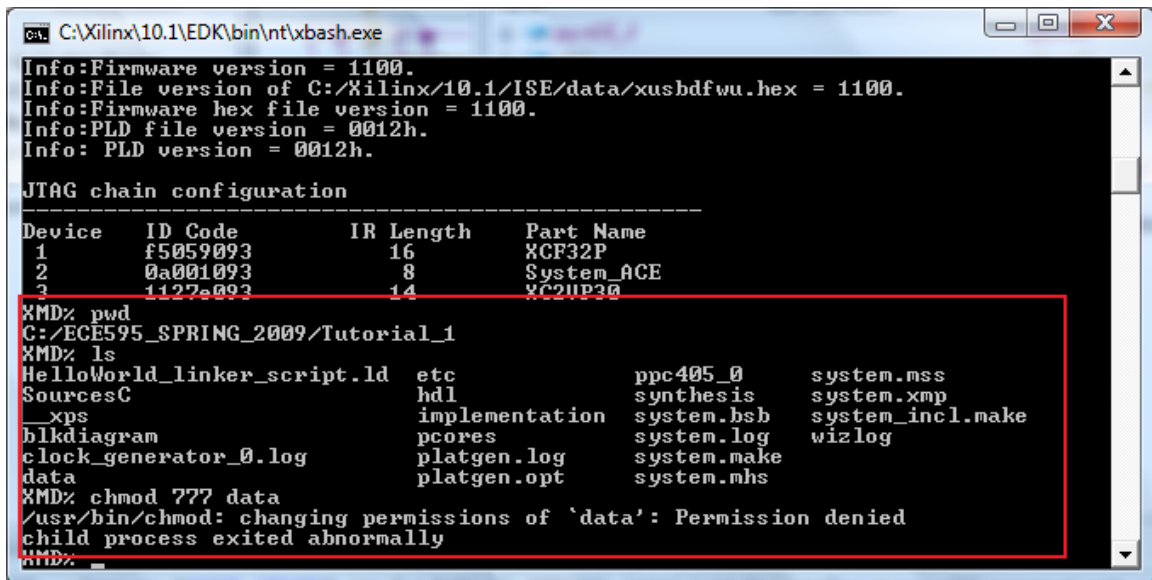 C:\Xilinx\10.1\EDK\bin\nt\xbash.exe
Info:Firmware version = 1100.
Info:File version of C:/Xilinx/10.1/ISE/data/xusbdfwu.hex = 1100.
Info:Firmware hex file version = 1100.
Info:PLD file version = 0012h.
Info: PLD version = 0012h.
JTAG chain configuration
--------------------------------------------------
Device ID Code IR Length Part Name
1 f5059093 16 XCF32P
2 0a001093 8 System_ACE
3 1127e093 14 XC2VP30
XMD% pwd
C:/ECE595_SPRING_2009/Tutorial_1
XMD% ls
HelloWorld_linker_script.ld etc ppc405_0 system.mss
SourcesC hdl synthesis system.xmp
__xps implementation system.bsb system_incl.make
blkdiagram pcores system.log wizlog
clock_generator_0.log platgen.log system.make
data platgen.opt system.mhs
XMD% chmod 777 data
/usr/bin/chmod: changing permissions of `data': Permission denied
child process exited abnormally
XMD% _